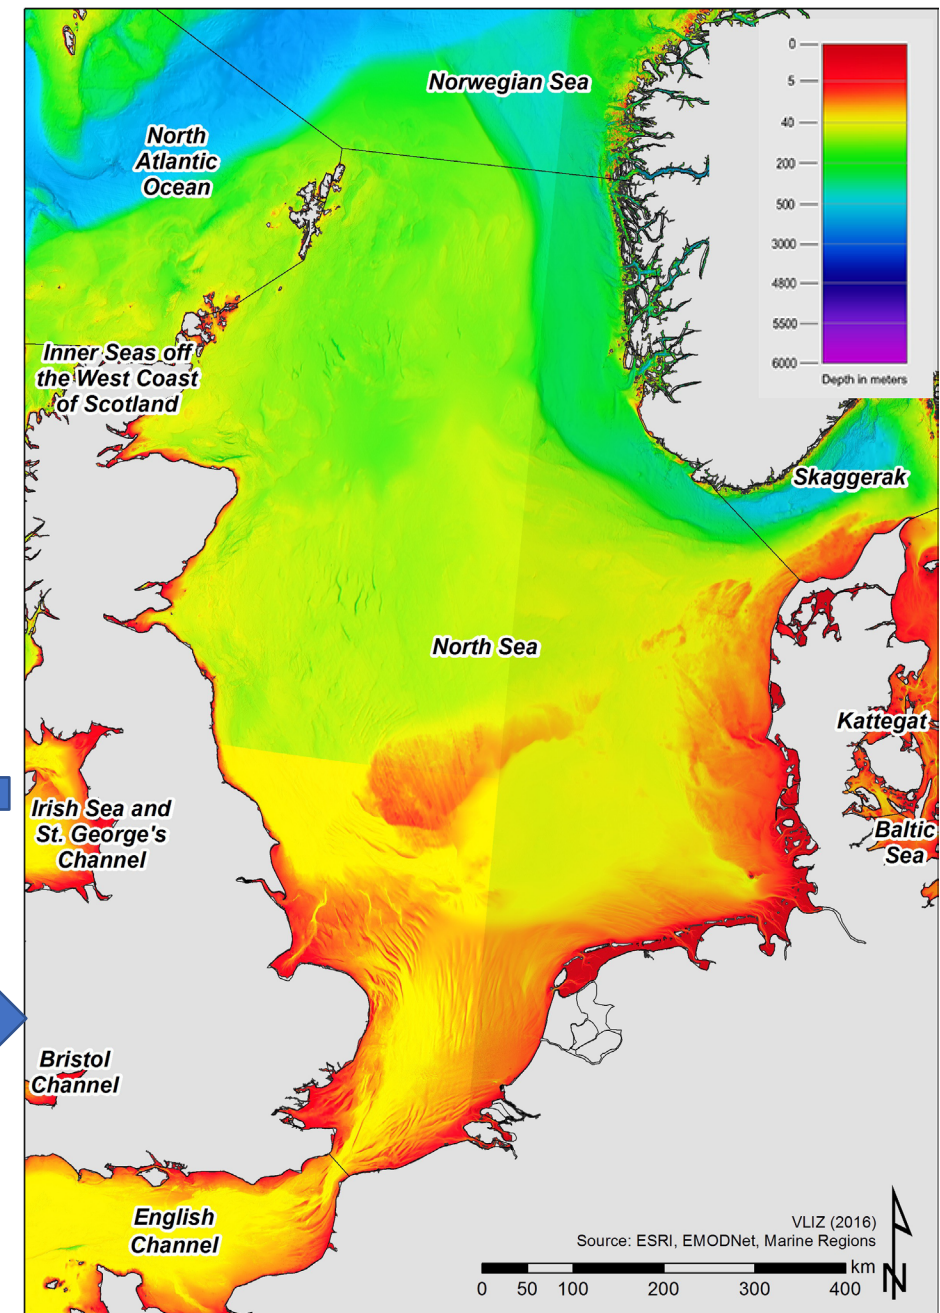 Norwegian Sea
North
Atlantic
Ocean
0
5
40
200
500
3000
4800
5500
6000
Depth in meters
Inner Seas off
the West Coast
of Scotland
Skaggerak
North Sea
Kattegat
Irish Sea and
St. George's
Channel
Baltic
Sea
Bristol
Channel
English
Channel
VLIZ (2016)
Source: ESRI, EMODNet, Marine Regions
km
0 50 100 200 300 400
N